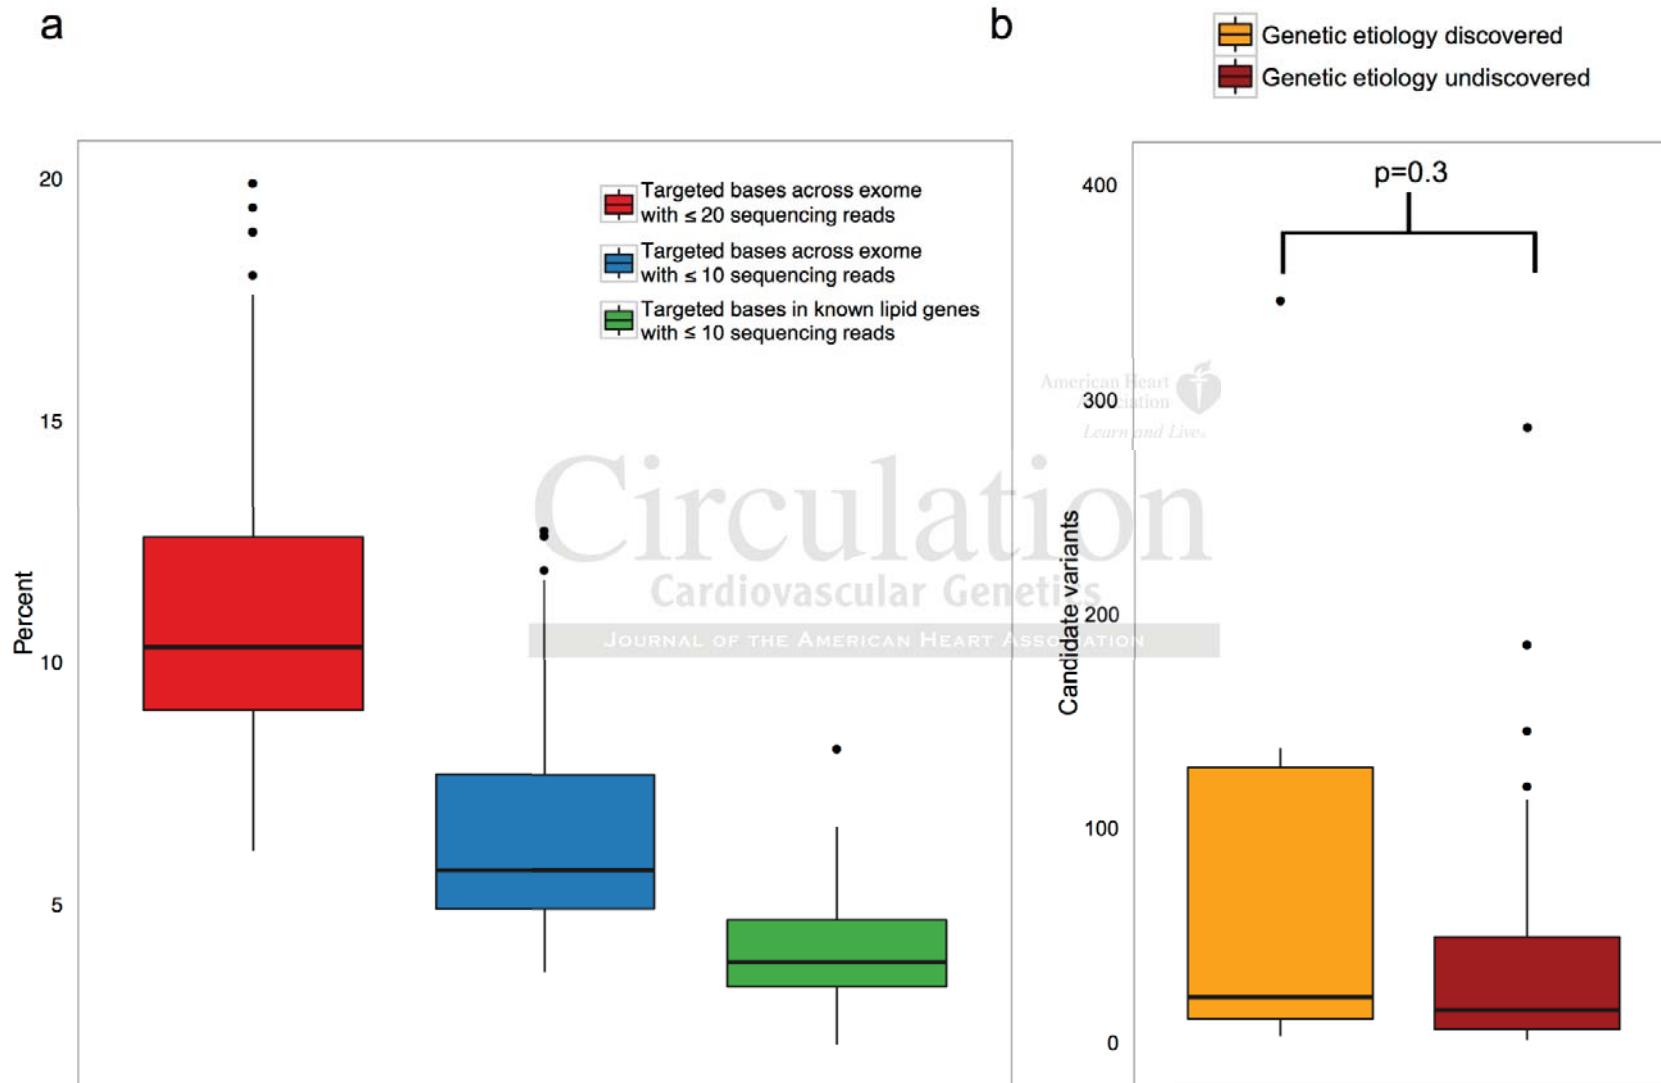 a
20
15
10
5
Percent
Targeted bases across exome
with ≤ 20 sequencing reads
Targeted bases across exome
with ≤ 10 sequencing reads
Targeted bases in known lipid genes
with ≤ 10 sequencing reads
b
Genetic etiology discovered
Genetic etiology undiscovered
p=0.3
400
300
200
100
0
Candidate variants
American Heart
Association
Learn and Live®
Circulation
Cardiovascular Genetics
JOURNAL OF THE AMERICAN HEART ASSOCIATION